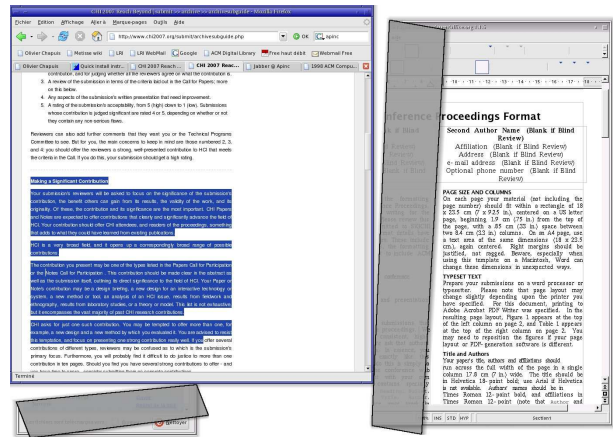 CHI 2007 Reach Beyond | submit >> archive >> archivesubguide - Mozilla Firefox
Fichier Edition Affichage Aller à Marque-pages Outils Aide
http://www.chi2007.org/submit/archivesubguide.php
OK
apinc
Olivier Chapuis
Metisse wiki
LRI
LRI WebMail
Google
ACM Digital Library
Free haut débit
Webmail Free
Olivier Chapuis
Quick Install Instr...
CHI 2007 Reach ...
CHI 2007 Reac...
Jabber @ Apinc
1998 ACM Compu...
contribution, and for judging whether all the reviewers agree on what the contribution is.
3. A review of the submission in terms of the criteria laid out in the Call for Papers; more
on this below.
4. Any aspects of the submission's written presentation that need improvement.
5. A rating of the submission's acceptability, from 5 (high) down to 1 (low). Submissions
whose contribution is judged significant are rated 4 or 5, depending on whether or not
they contain any non-serious flaws.
Reviewers can also add further comments that they want you or the Technical Programs
Committee to see. But for you, the main concerns to keep in mind are those numbered 2, 3,
and 4: you should offer the reviewers a strong, well-presented contribution to HCI that meets
the criteria in the Call. If you do this, your submission should get a high rating.
Making a Significant Contribution
Your submission's reviewers will be asked to focus on the significance of the submission's
contribution, the benefit others can gain from its results, the validity of the work, and its
originality. Of these, the contribution and its significance are the most important. CHI Papers
and Notes are expected to offer contributions that clearly and significantly advance the field of
HCI. Your contribution should offer CHI attendees, and readers of the proceedings, something
that adds to what they could have learned from existing publications.
HCI is a very broad field, and it opens up a correspondingly broad range of possible
contributions.
The contribution you present may be one of the types listed in the Papers Call for Participation
or the Notes Call for Participation . This contribution should be made clear in the abstract as
well as the submission itself, outlining its direct significance to the field of HCI. Your Paper or
Note's contribution may be a design briefing, a new design for an interactive technology or
system, a new method or tool, an analysis of an HCI issue, results from fieldwork and
ethnography, results from laboratory studies, or a theory or model. This list is not exhaustive,
but it encompasses the vast majority of past CHI research contributions.
CHI asks for just one such contribution. You may be tempted to offer more than one, for
example, a new design and a new method by which you evaluated it. You are advised to resist
this temptation, and focus on presenting one strong contribution really well. If you offer several
contributions of different types, reviewers may be confused as to which is the submission's
primary focus. Furthermore, you will probably find it difficult to do justice to more than one
contribution in ten pages. Should you find you have several strong contributions to offer - and
Terminé
Nettoyer
nference Proceedings Format
Second Author Name (Blank if Blind
Review)
Affiliation (Blank if Blind Review)
Address (Blank if Blind Review)
e-mail address (Blank if Blind Review)
Optional phone number (Blank if Blind
Review)
PAGE SIZE AND COLUMNS
On each page your material (not including the
page number) should fit within a rectangle of 18
x 23.5 cm (7 x 9.25 in.), centered on a US letter
page, beginning 1.9 cm (.75 in.) from the top of
the page, with a .85 cm (.33 in.) space between
two 8.4 cm (3.3 in.) columns. On an A4 page, use
a text area of the same dimensions (18 x 23.5
cm), again centered. Right margins should be
justified, not ragged. Beware, especially when
using this template on a Macintosh, Word can
change these dimensions in unexpected ways.
TYPESET TEXT
Prepare your submissions on a word processor or
typesetter. Please note that page layout may
change slightly depending upon the printer you
have specified. For this document, printing to
Adobe Acrobat PDF Writer was specified. In the
resulting page layout, Figure 1 appears at the top
of the left column on page 2, and Table 1 appears
at the top of the right column on page 2. You
may need to reposition the figures if your page
layout or PDF-generation software is different.
Title and Authors
Your paper's title, authors and affiliations should
run across the full width of the page in a single
column 17.8 cm (7 in.) wide. The title should be
in Helvetica 18-point bold; use Arial if Helvetica
is not available. Authors' names should be in
Times Roman 12-point bold, and affiliations in
Times Roman 12-point (note that Author and
INS STD HYP
Section1